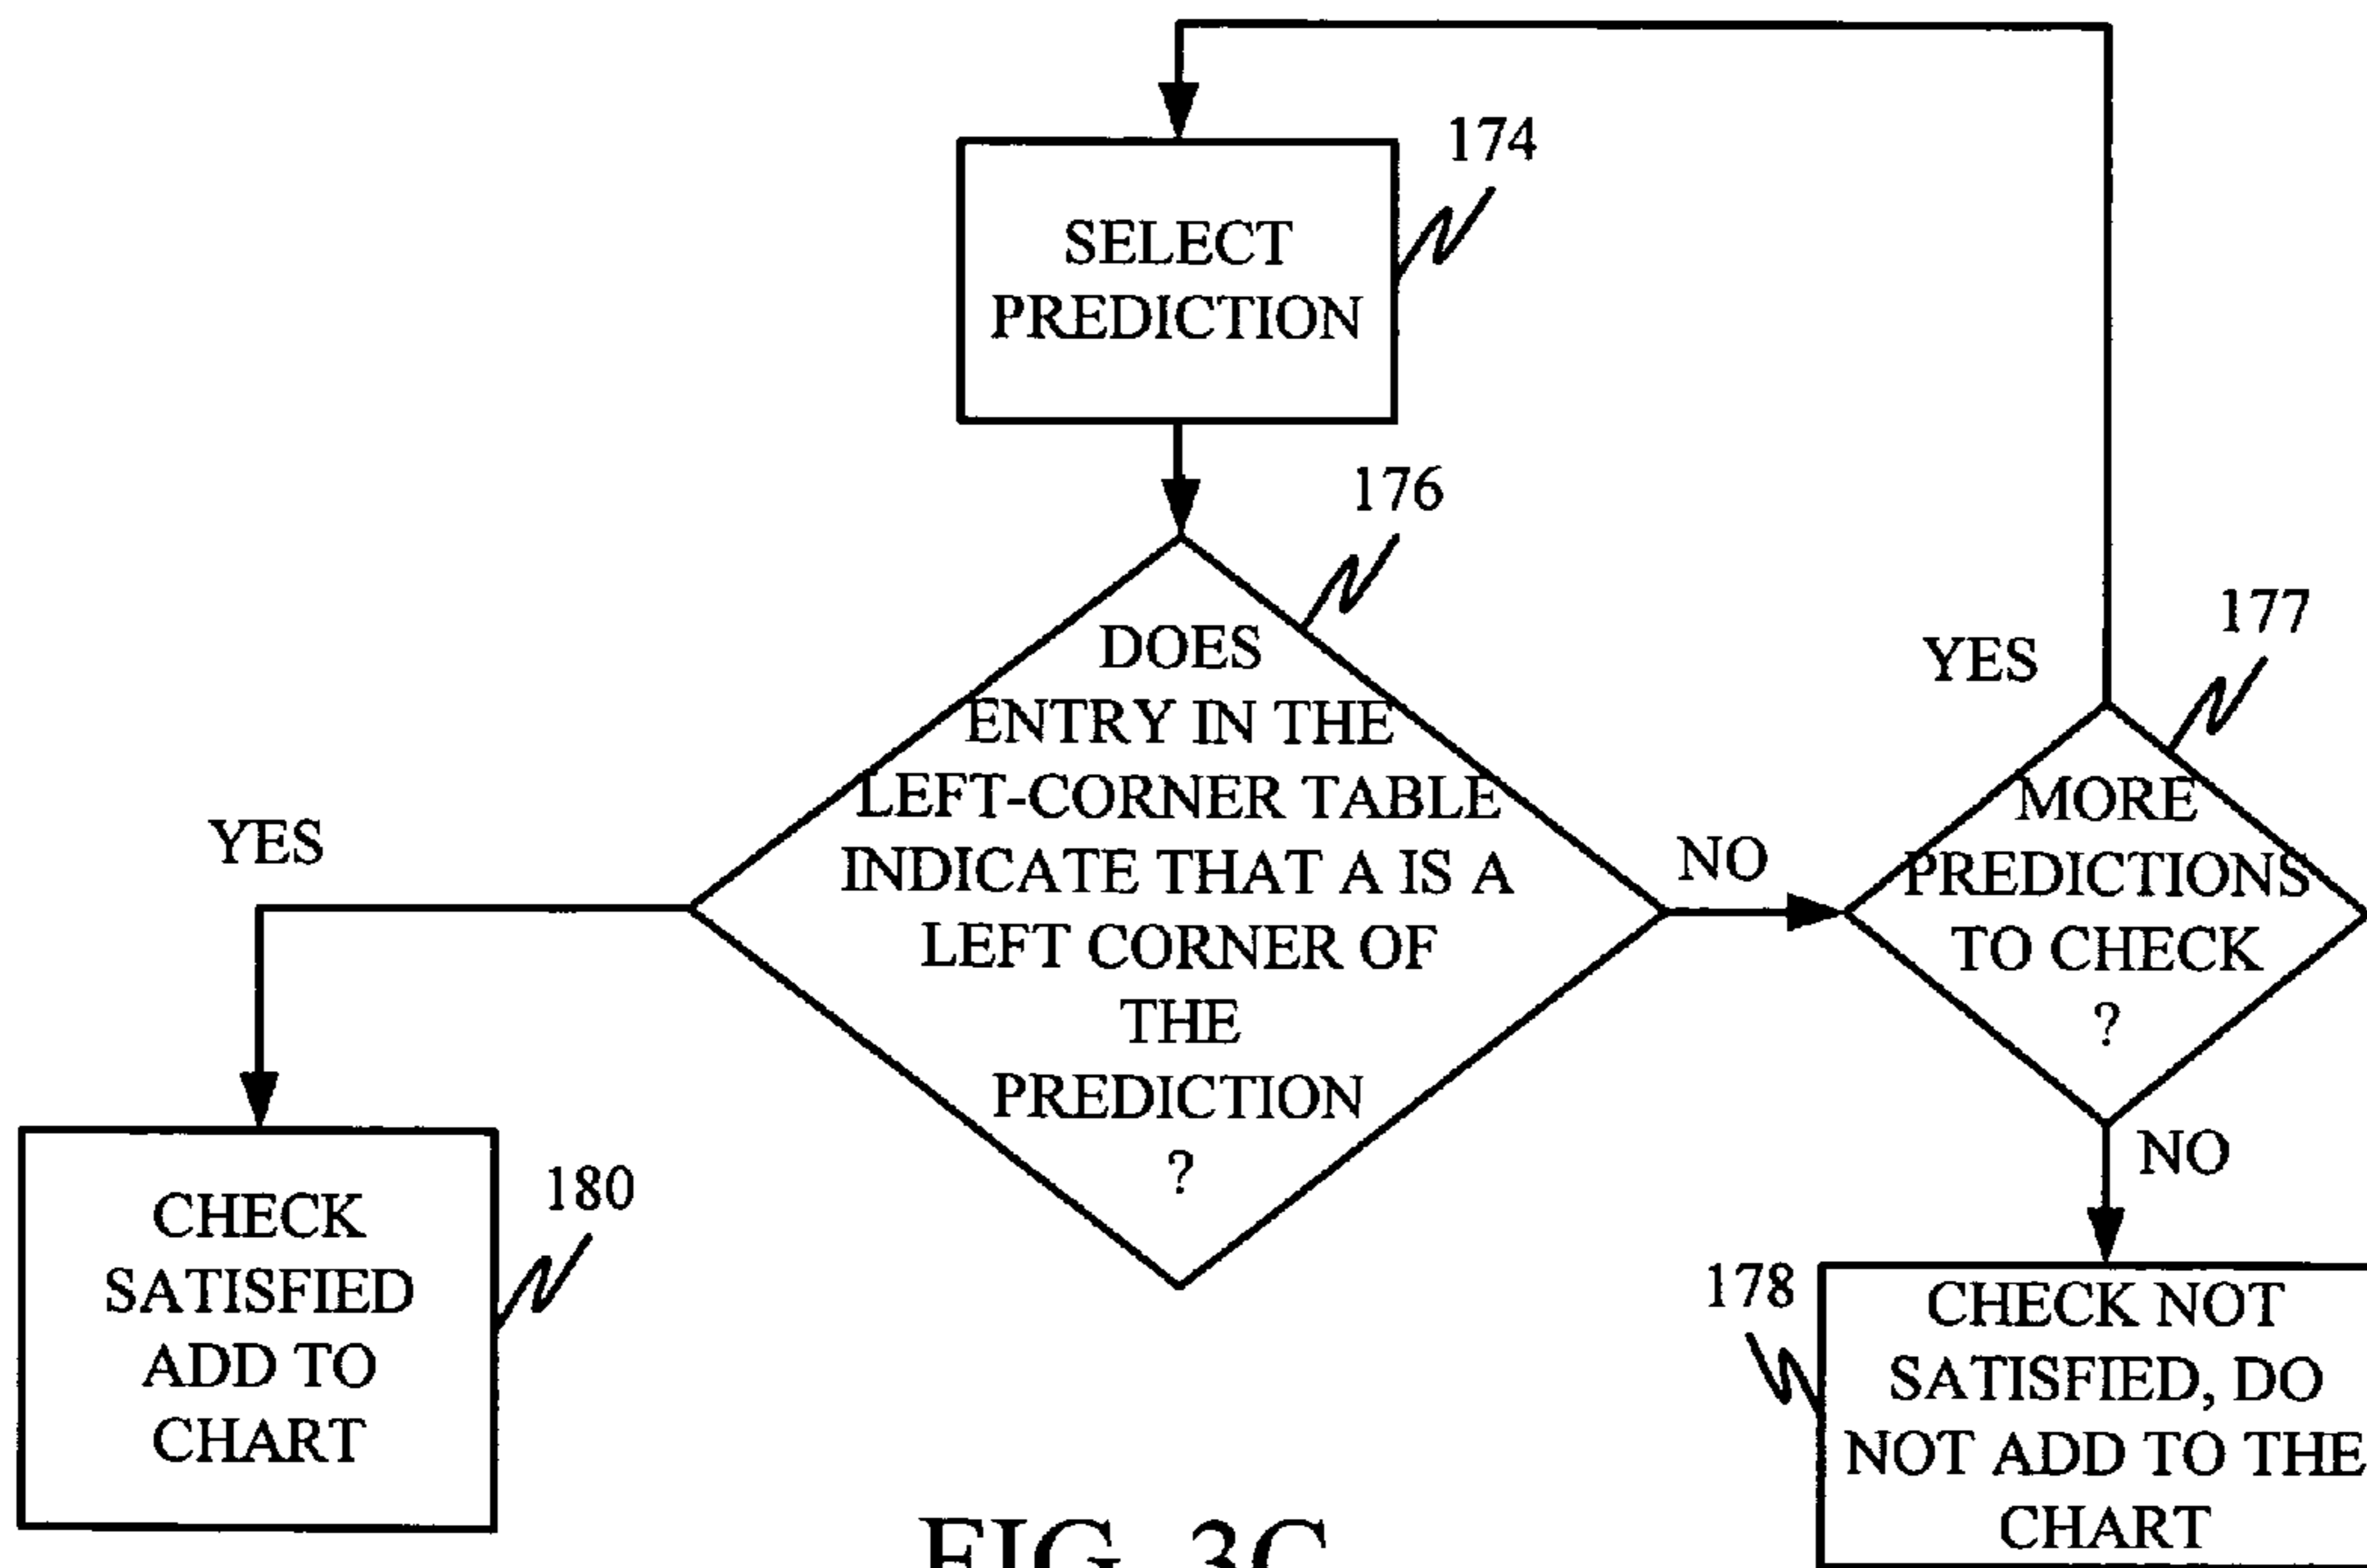 174
SELECT
PREDICTION
176
DOES
ENTRY IN THE
LEFT-CORNER TABLE
INDICATE THAT A IS A
LEFT CORNER OF
THE
PREDICTION
?
YES
NO
177
YES
MORE
PREDICTIONS
TO CHECK
?
NO
180
CHECK
SATISFIED
ADD TO
CHART
178
CHECK NOT
SATISFIED, DO
NOT ADD TO THE
CHART
FIG. 3C